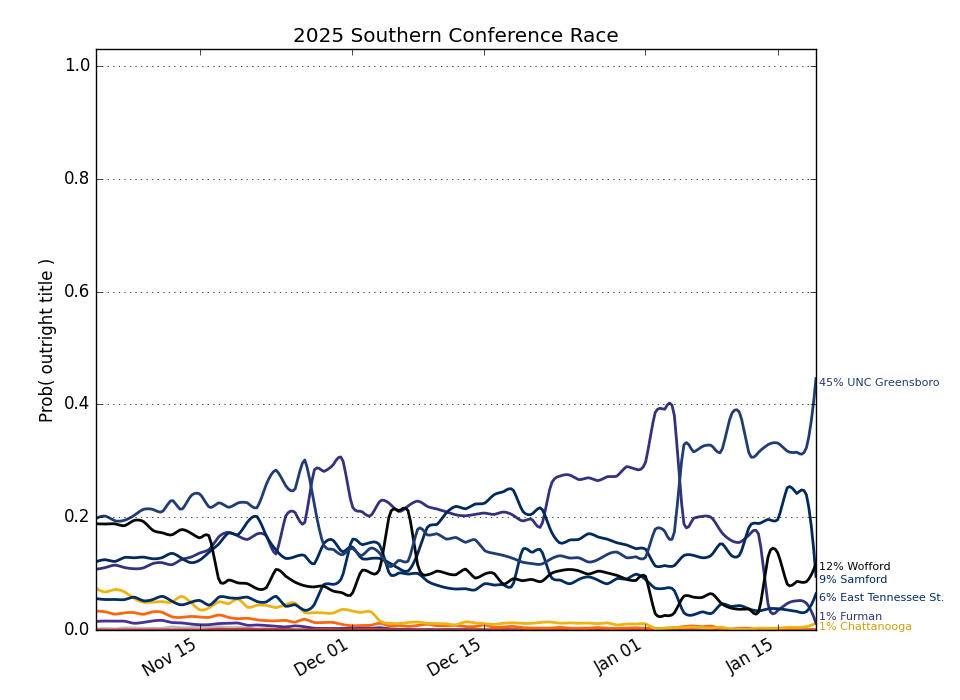 2025 Southern Conference Race
Prob( outright title )
1.0
0.8
0.6
0.4
0.2
0.0
45% UNC Greensboro
12% Wofford
9% Samford
6% East Tennessee St.
1% Furman
1% Chattanooga
Nov 15
Dec 01
Dec 15
Jan 01
Jan 15